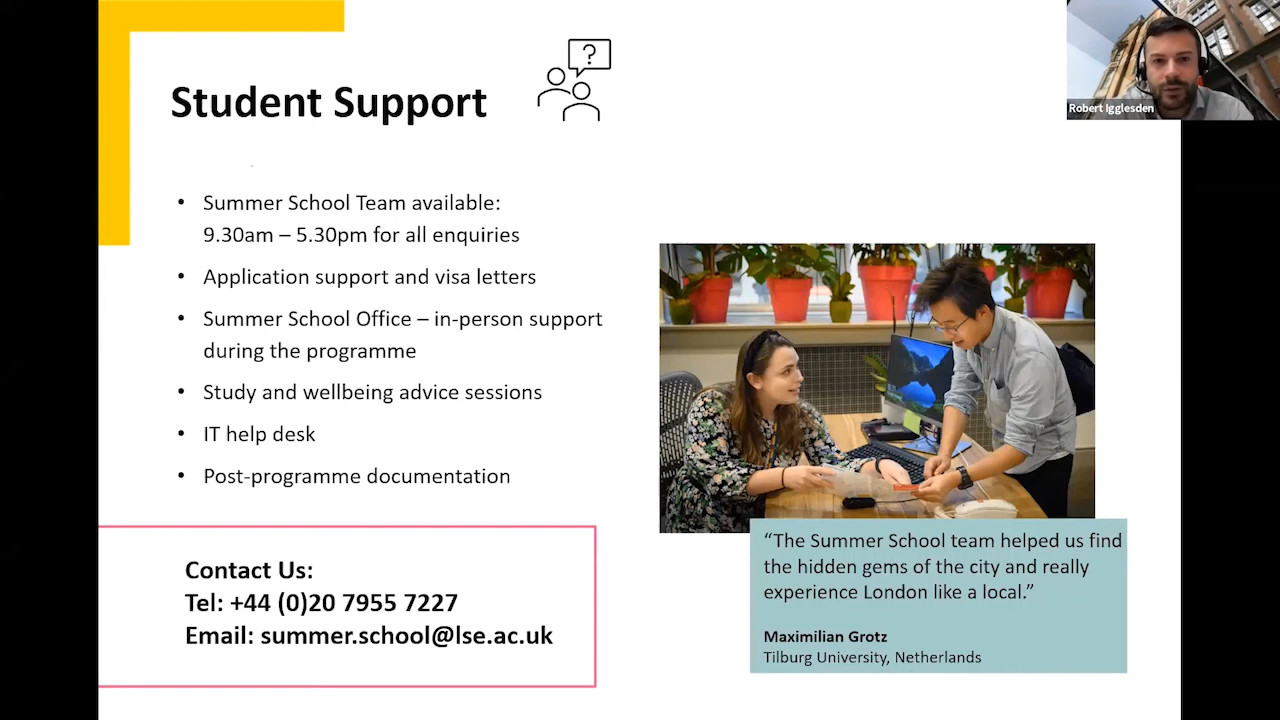 Student Support
?
Robert Igglesden
• Summer School Team available:
9.30am – 5.30pm for all enquiries
• Application support and visa letters
• Summer School Office – in-person support
during the programme
• Study and wellbeing advice sessions
• IT help desk
• Post-programme documentation
Contact Us:
Tel: +44 (0)20 7955 7227
Email: summer.school@lse.ac.uk
“The Summer School team helped us find
the hidden gems of the city and really
experience London like a local.”
Maximilian Grotz
Tilburg University, Netherlands